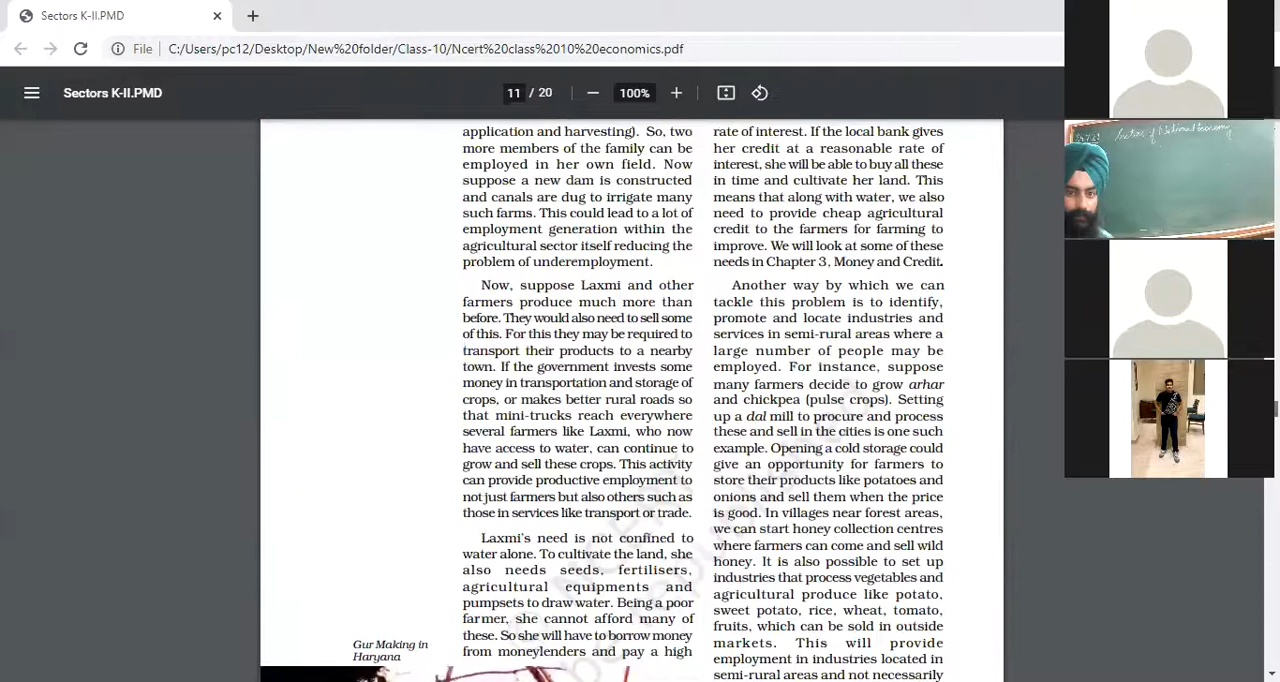 Sectors K-II.PMD
File C:/Users/pc12/Desktop/New%20folder/Class-10/Ncert%20class%2010%20economics.pdf
Sectors K-II.PMD
11 / 20
100%
application and harvesting). So, two
more members of the family can be
employed in her own field. Now
suppose a new dam is constructed
and canals are dug to irrigate many
such farms. This could lead to a lot of
employment generation within the
agricultural sector itself reducing the
problem of underemployment.
Now, suppose Laxmi and other
farmers produce much more than
before. They would also need to sell some
of this. For this they may be required to
transport their products to a nearby
town. If the government invests some
money in transportation and storage of
crops, or makes better rural roads so
that mini-trucks reach everywhere
several farmers like Laxmi, who now
have access to water, can continue to
grow and sell these crops. This activity
can provide productive employment to
not just farmers but also others such as
those in services like transport or trade.
Laxmi's need is not confined to
water alone. To cultivate the land, she
also needs seeds, fertilisers,
agricultural equipments and
pumpsets to draw water. Being a poor
farmer, she cannot afford many of
these. So she will have to borrow money
from moneylenders and pay a high
rate of interest. If the local bank gives
her credit at a reasonable rate of
interest, she will be able to buy all these
in time and cultivate her land. This
means that along with water, we also
need to provide cheap agricultural
credit to the farmers for farming to
improve. We will look at some of these
needs in Chapter 3, Money and Credit.
Another way by which we can
tackle this problem is to identify,
promote and locate industries and
services in semi-rural areas where a
large number of people may be
employed. For instance, suppose
many farmers decide to grow arhar
and chickpea (pulse crops). Setting
up a dal mill to procure and process
these and sell in the cities is one such
example. Opening a cold storage could
give an opportunity for farmers to
store their products like potatoes and
onions and sell them when the price
is good. In villages near forest areas,
we can start honey collection centres
where farmers can come and sell wild
honey. It is also possible to set up
industries that process vegetables and
agricultural produce like potato,
sweet potato, rice, wheat, tomato,
fruits, which can be sold in outside
markets. This will provide
employment in industries located in
semi-rural areas and not necessarily
Gur Making in
Haryana